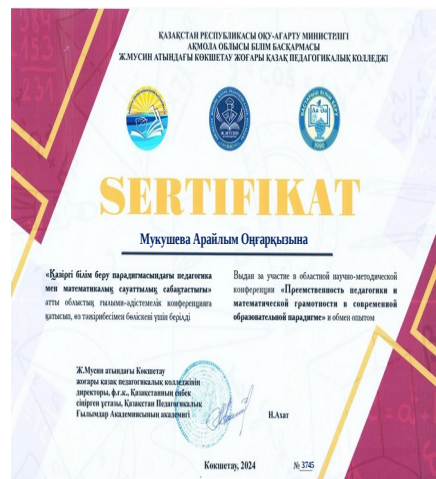 ҚАЗАҚСТАН РЕСПУБЛИКАСЫ ОҚУ-АҒАРТУ МИНИСТРЛІГІ
АҚМОЛА ОБЛЫСЫ БІЛІМ БАСҚАРМАСЫ
Ж.МУСИН АТЫНДАҒЫ КӨКШЕТАУ ЖОҒАРЫ ҚАЗАҚ ПЕДАГОГИКАЛЫҚ КОЛЛЕДЖІ
SERTIFIKAT
Мукушева Арайлым Оңғарқызына
«Қазіргі білім беру парадигмасындағы педагогика
мен математикалық сауаттылық сабақтастығы»
атты облыстық ғылыми-әдістемелік конференцияға
қатысып, өз тәжірибесімен бөліскені үшін берілді
Выдан за участие в областной научно-методической
конференции «Преемственность педагогики и
математической грамотности в современной
образовательной парадигме» и обмен опытом
Ж.Мусин атындағы Көкшетау
жоғары қазақ педагогикалық колледжінің
директоры, ф.ғ.к., Қазақстанның еңбек
сіңірген ұстазы, Қазақстан Педагогикалық
Ғылымдар Академиясының академигі
Н.Ахат
Көкшетау, 2024
№ 3745